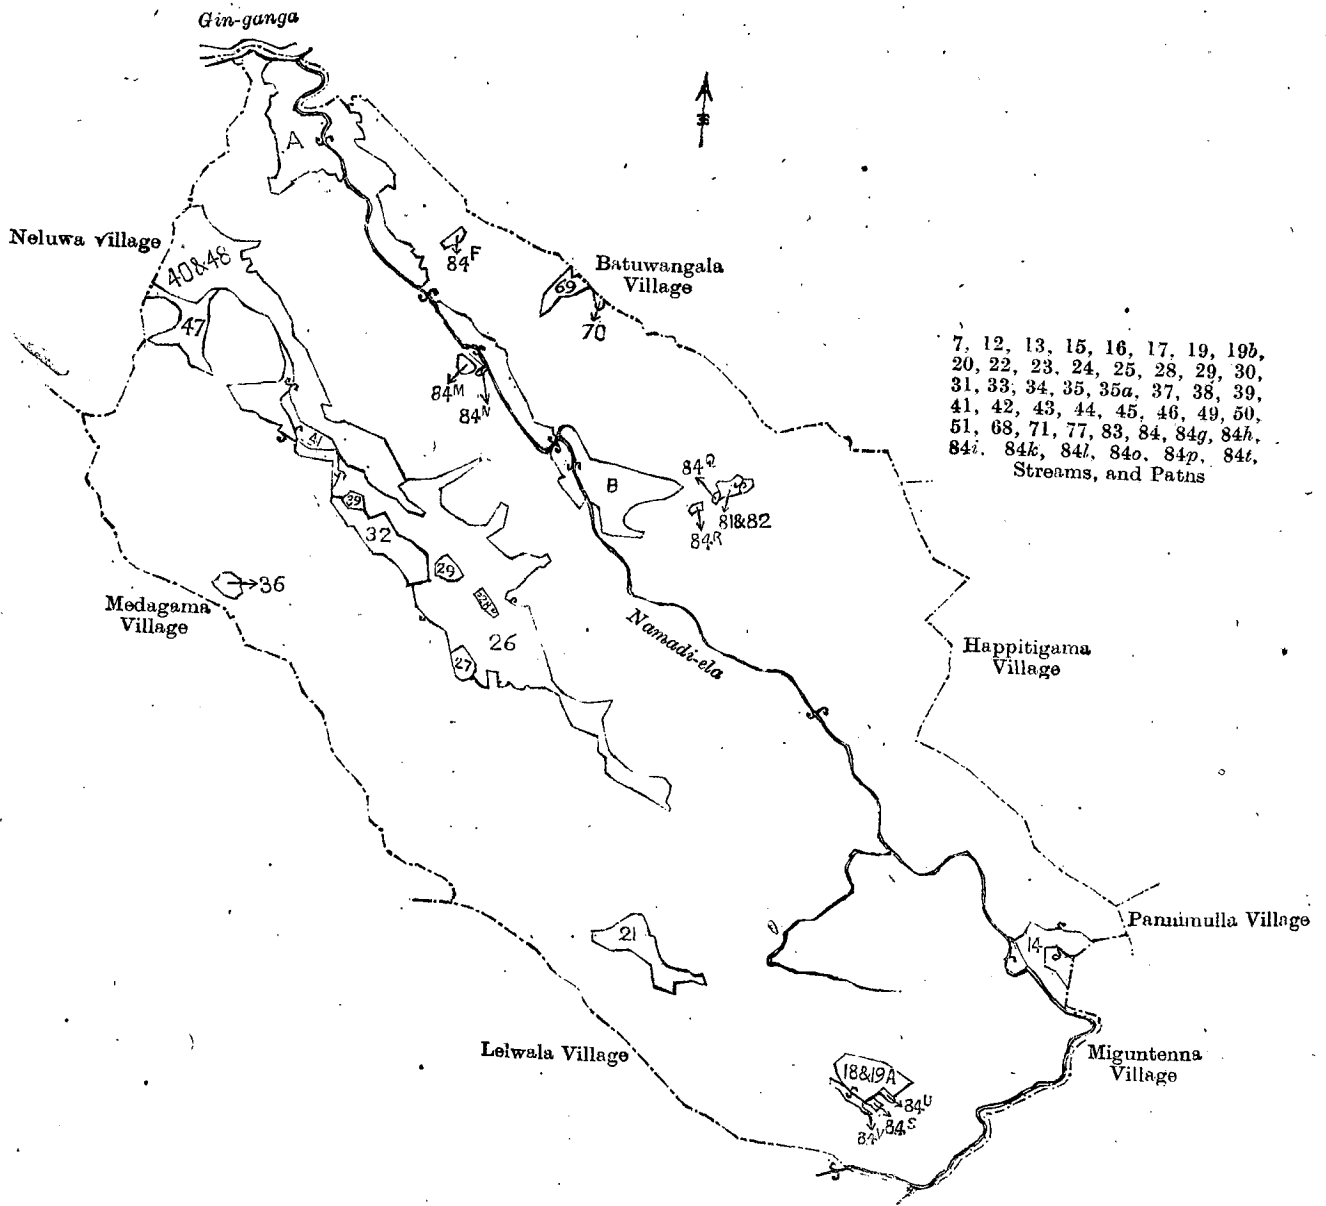 Gin-ganga
A
Neluwa village
40&48
84F
69
Batuwangala
Village
70
47
7, 12, 13, 15, 16, 17, 19, 19b,
20, 22, 23, 24, 25, 28, 29, 30,
31, 33, 34, 35, 35a, 37, 38, 39,
41, 42, 43, 44, 45, 46, 49, 50,
51, 68, 71, 77, 83, 84, 84g, 84h,
84i, 84k, 84l, 84o, 84p, 84t,
Streams, and Paths
84M
84N
41
84Q
B
39
81&82
32
84R
29
36
Medagama
Village
Namadi-ela
26
27
Happitigama
Village
21
Pannimulla Village
14
Lelwala Village
Miguntenna
Village
18&19A
84U
84S
84V